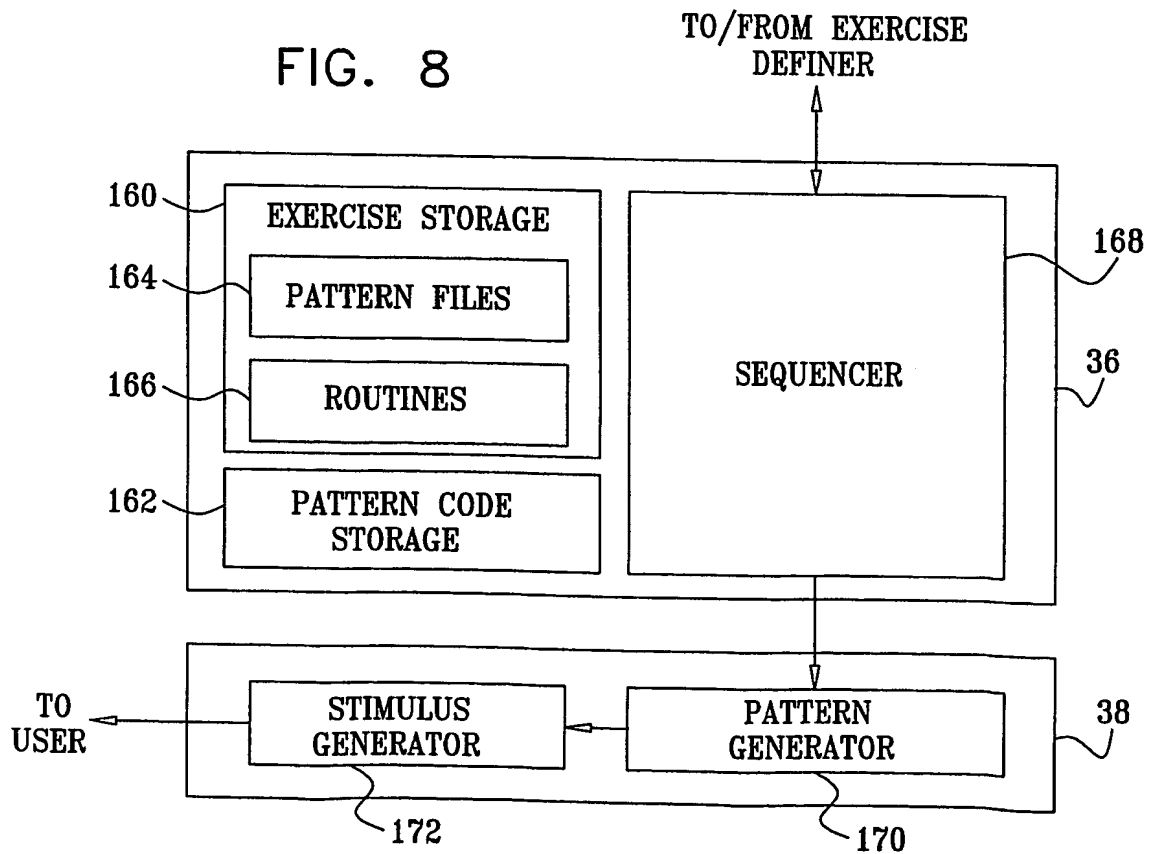 FIG. 8
TO/FROM EXERCISE
DEFINER
160
EXERCISE STORAGE
164
PATTERN FILES
166
ROUTINES
162
PATTERN CODE
STORAGE
SEQUENCER
168
36
TO
USER
STIMULUS
GENERATOR
PATTERN
GENERATOR
38
172
170